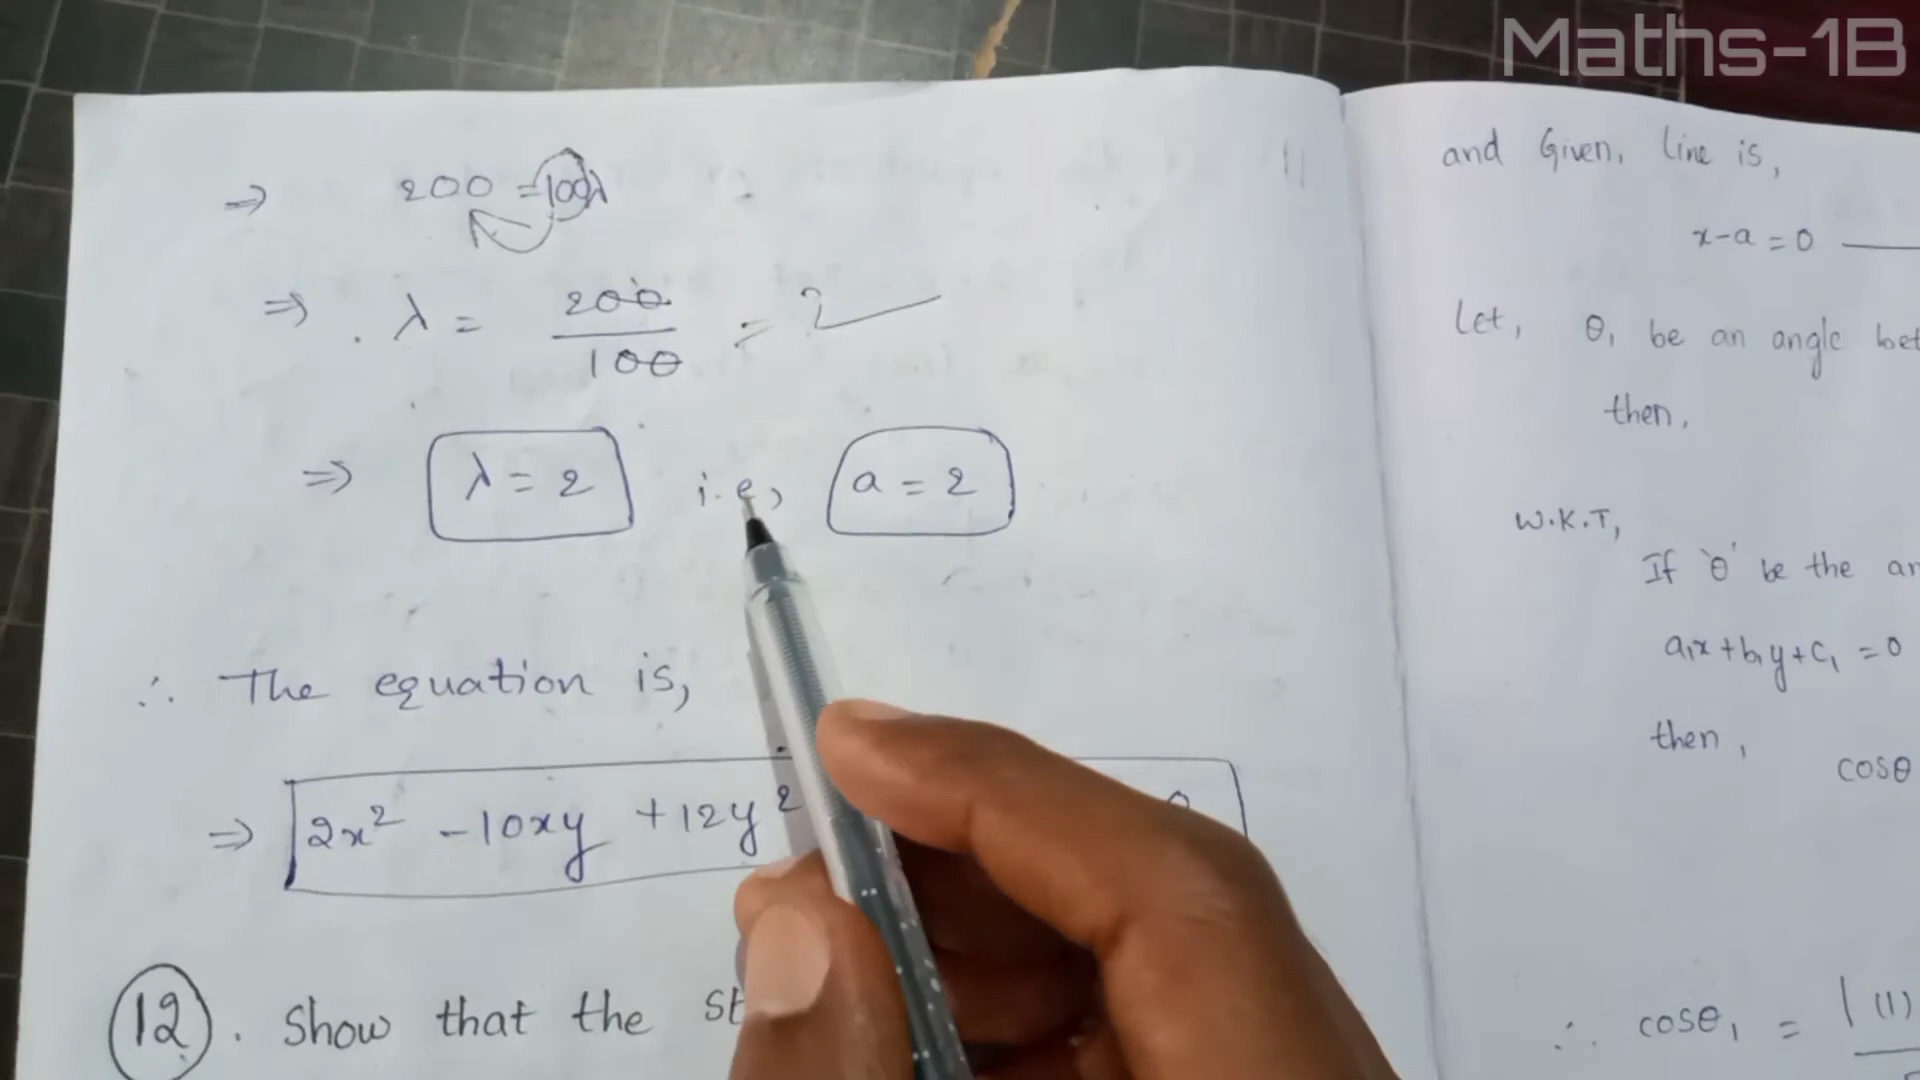 Maths-1B
⇒ 200 = 100λ
⇒ λ = 200/100 = 2
⇒ λ = 2 i.e, a = 2
∴ The equation is,
⇒ 2x² - 10xy + 12y²
12. Show that the
and Given, line is,
x-a = 0
Let, θ₁ be an angle
then,
W.K.T,
If 'θ' be the
a₁x+b₁y+c₁ = 0
then, cosθ
∴ cosθ₁ = |(1)